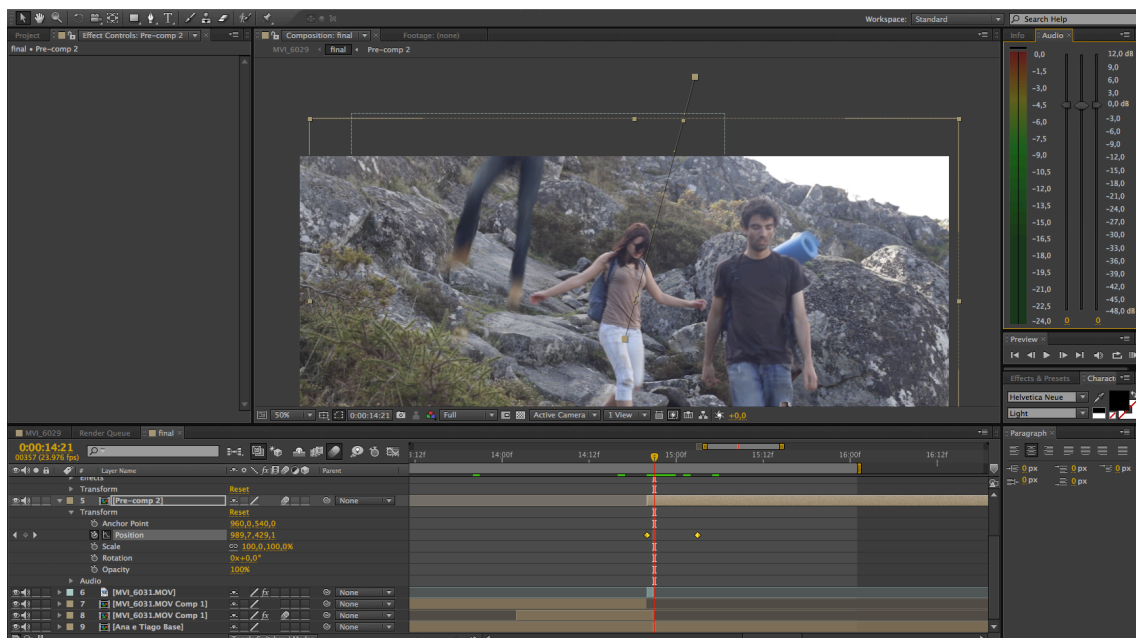 Workspace: Standard
Search Help
Project
Effect Controls: Pre-comp 2
Composition: final
Footage: (none)
Info
Audio
final • Pre-comp 2
MVI_6029
final
Pre-comp 2
0,0
-1,5
-3,0
-4,5
-6,0
-7,5
-9,0
-10,5
-12,0
-13,5
-15,0
-16,5
-18,0
-19,5
-21,0
-22,5
-24,0
12,0 dB
9,0
6,0
3,0
0,0 dB
-3,0
-6,0
-9,0
-12,0
-15,0
-18,0
-21,0
-24,0
-27,0
-30,0
-33,0
-36,0
-39,0
-42,0
-45,0
-48,0 dB
0 0
Preview
Effects & Presets
Charact
Helvetica Neue
Light
50%
0:00:14:21
Full
Active Camera
1 View
+0,0
MVI_6029
Render Queue
final
Paragraph
0:00:14:21
00357 (23.976 fps)
14:00f
14:12f
15:00f
15:12f
16:00f
16:12f
# Layer Name
Parent
0 px 0 px 0 px
0 px 0 px
Effects
Transform Reset
5 [Pre-comp 2] None
Transform Reset
Anchor Point 960,0,540,0
Position 989,7,429,1
Scale 100,0,100,0%
Rotation 0x+0,0°
Opacity 100%
Audio
6 [MVI_6031.MOV] None
7 [MVI_6031.MOV Comp 1] None
8 [MVI_6031.MOV Comp 1] None
9 [Ana e Tiago Base] None